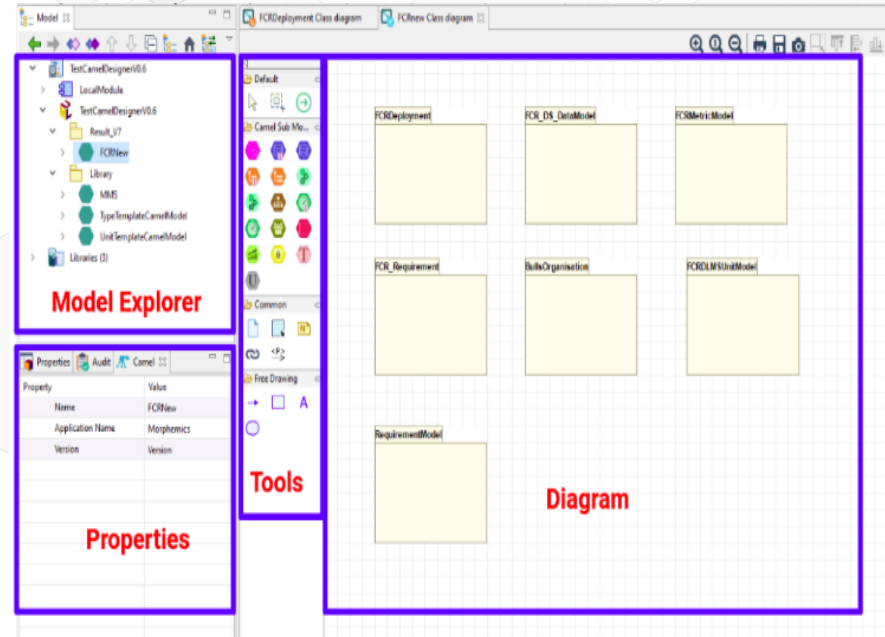 Model
FCRDeployment Class diagram
FCRnew Class diagram
TestCamelDesignerV0.6
LocalModule
TestCamelDesignerV0.6
Result_V7
FCRNew
Library
MMS
TypeTemplateCamelModel
UnitTemplateCamelModel
Libraries (3)
Model Explorer
Properties
Audit
Camel
Property
Value
Name
FCRNew
Application Name
Morphemics
Version
Version
Properties
Default
Camel Sub Mo...
Common
Free Drawing
A
Tools
FCRDeployment
FCR_DS_DataModel
FCRMetricModel
FCR_Requirement
BullsOrganisation
FCRDLMSUnitModel
RequirementModel
Diagram